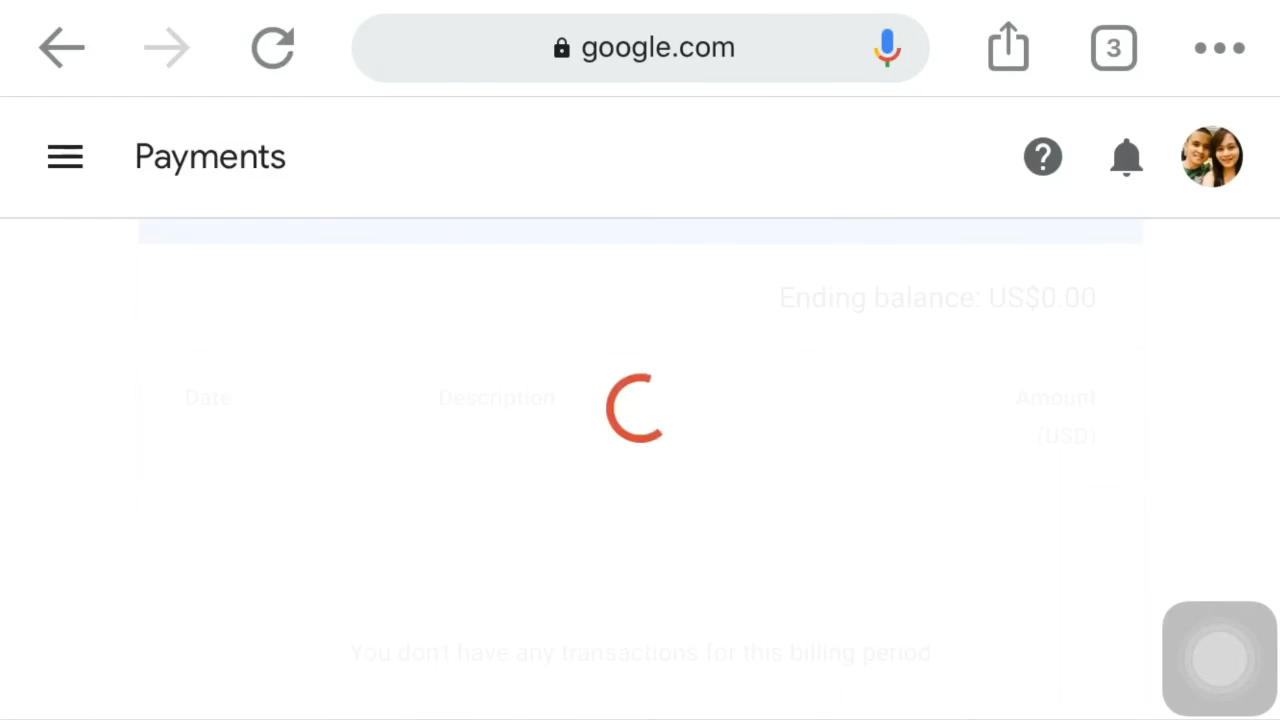 google.com
3
Payments
Ending balance: US$0.00
Date Description Amount
(USD)
You don't have any transactions for this billing period